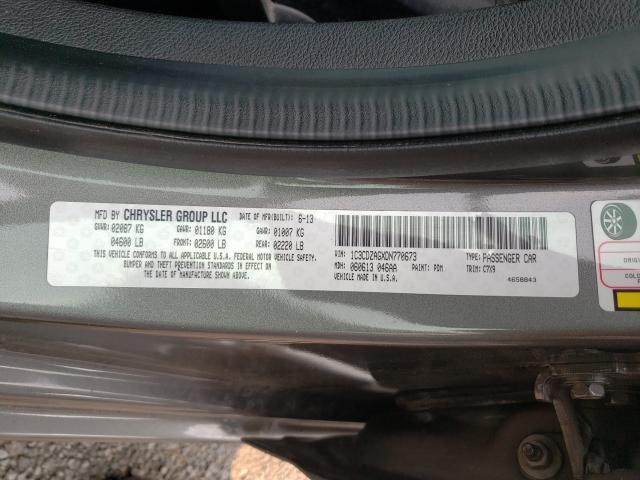 MFD BY CHRYSLER GROUP LLC DATE OF MFR(BUILT): 6-13
GVWR: 02087 KG GAWR: 01180 KG GAWR: 01007 KG
04600 LB FRONT: 02600 LB REAR: 02220 LB
THIS VEHICLE CONFORMS TO ALL APPLICABLE U.S.A. FEDERAL MOTOR VEHICLE SAFETY,
BUMPER AND THEFT PREVENTION STANDARDS IN EFFECT ON THE
DATE OF MANUFACTURE SHOWN ABOVE.
VIN: 1C3CDZAGXDN770673 TYPE: PASSENGER CAR
MDH: 060613 046AA PAINT: PDM TRIM: C7X9
VEHICLE MADE IN U.S.A. 4658843